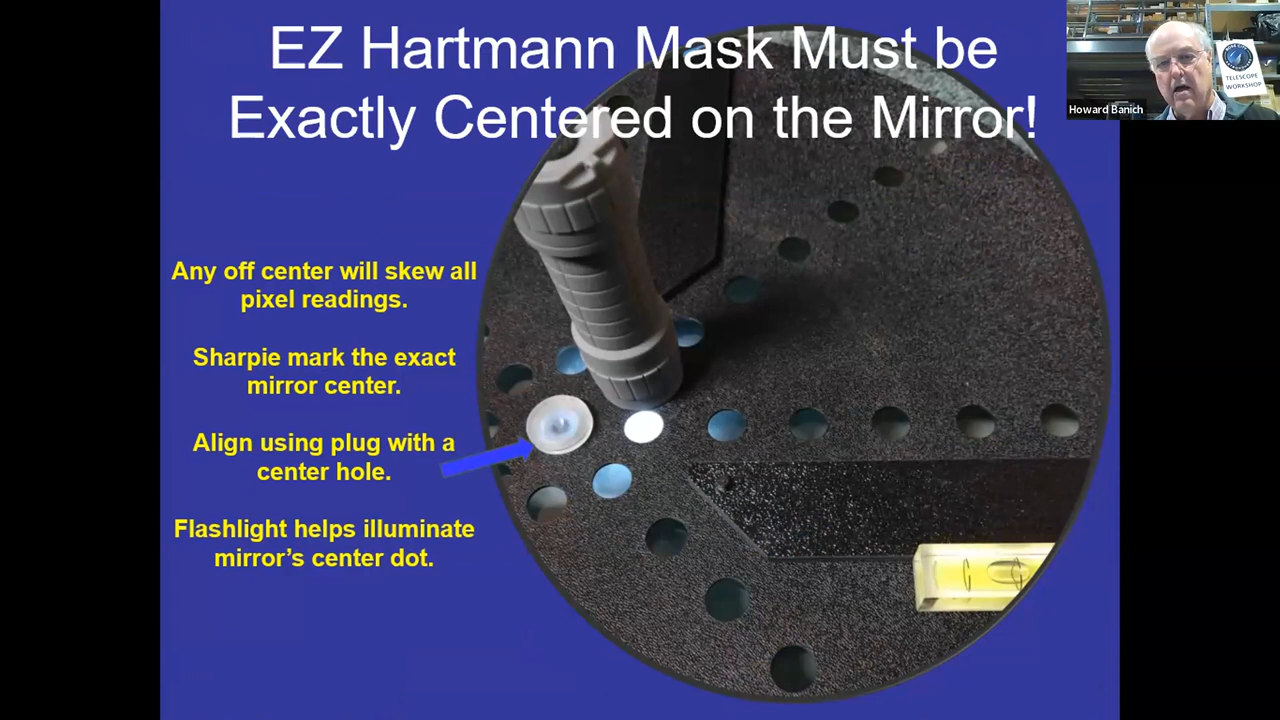 EZ Hartmann Mask Must be
Exactly Centered on the Mirror!
Howard Banich
TELESCOPE
WORKSHOP
Any off center will skew all
pixel readings.
Sharpie mark the exact
mirror center.
Align using plug with a
center hole.
Flashlight helps illuminate
mirror’s center dot.